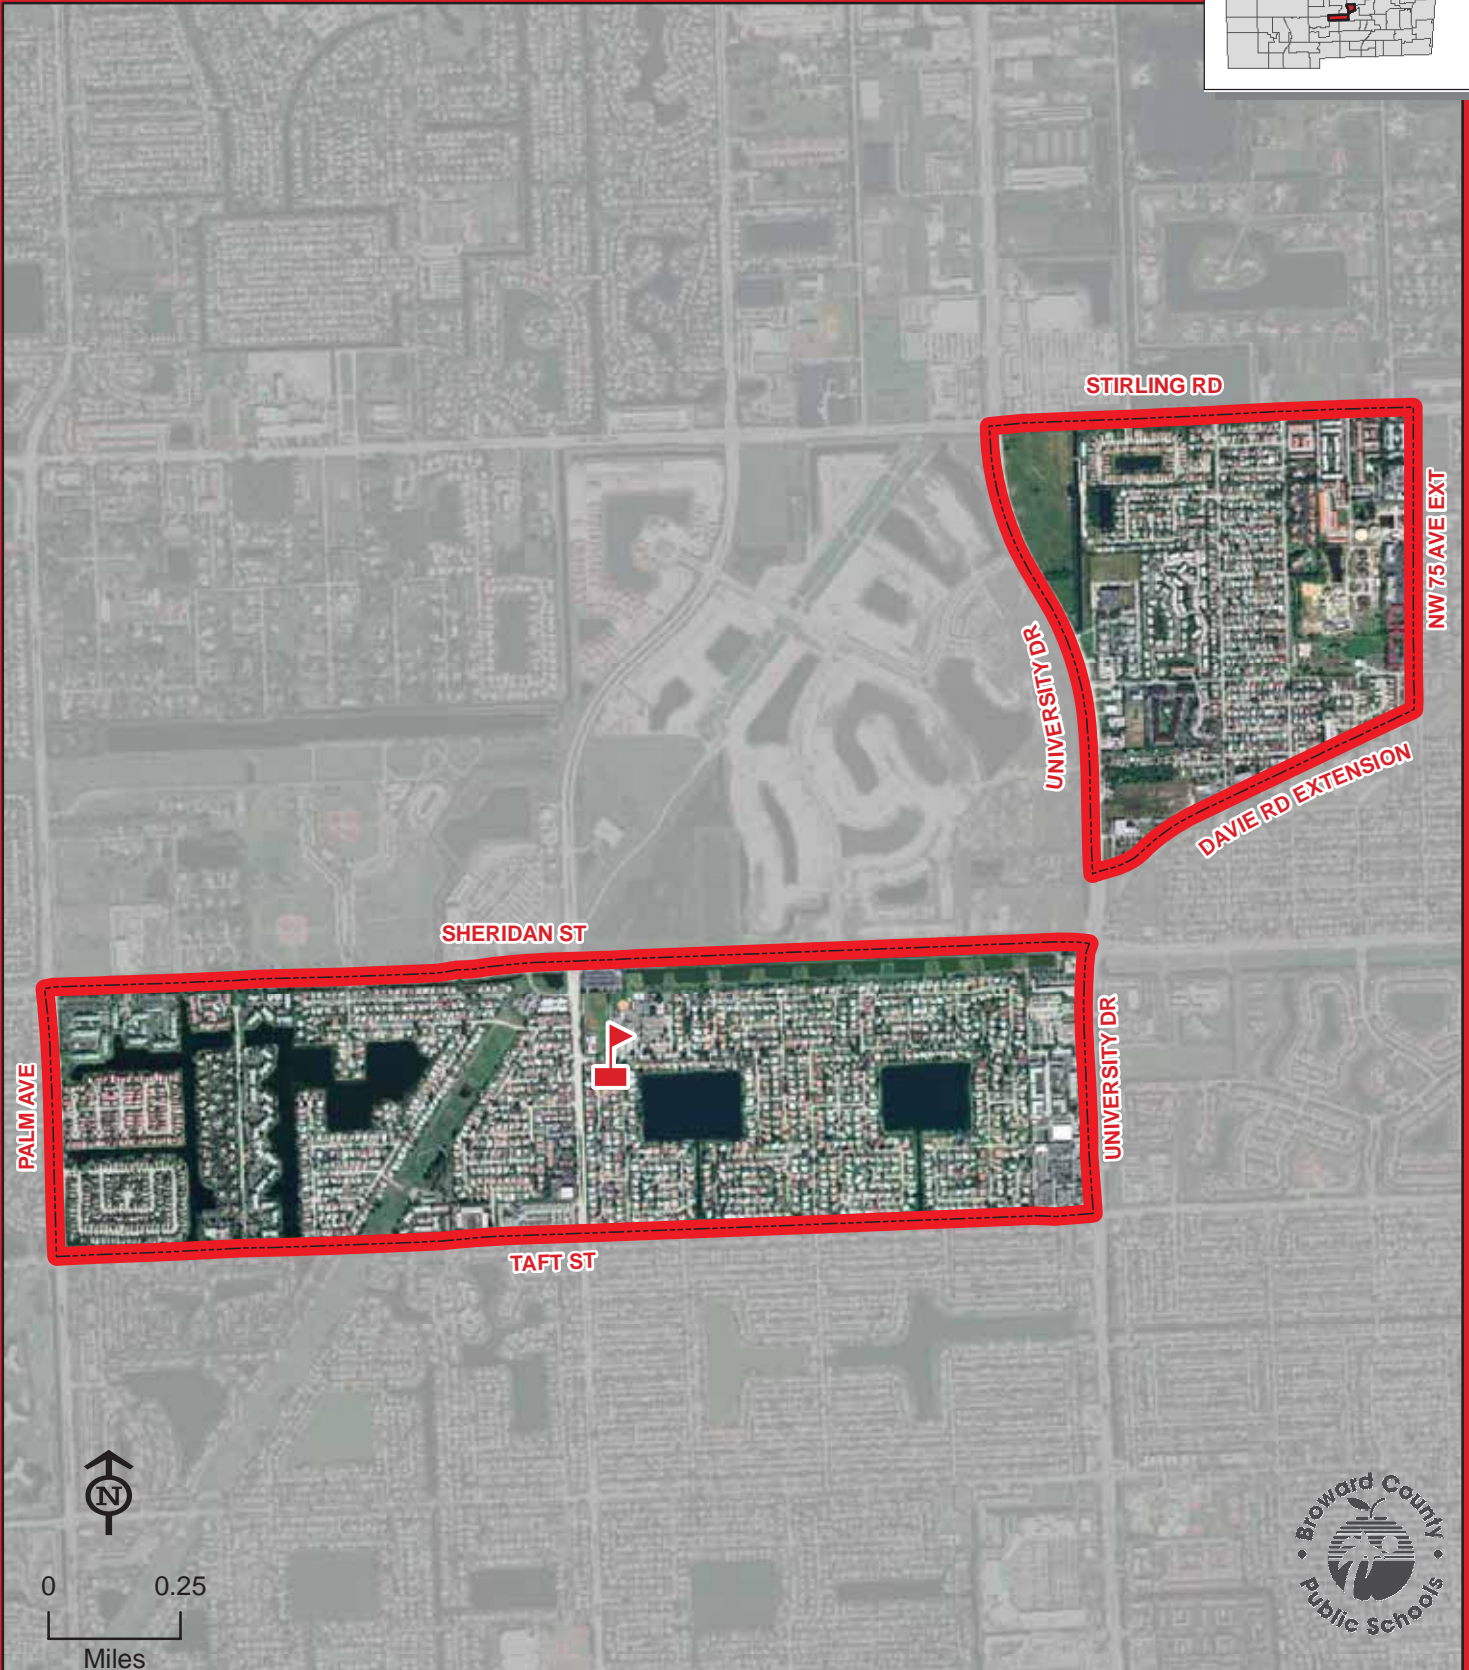 STIRLING RD
NW 75 AVE EXT
UNIVERSITY DR
DAVIE RD EXTENSION
SHERIDAN ST
PALM AVE
UNIVERSITY DR
TAFT ST
N
0 0.25
Miles
Broward County
Public Schools